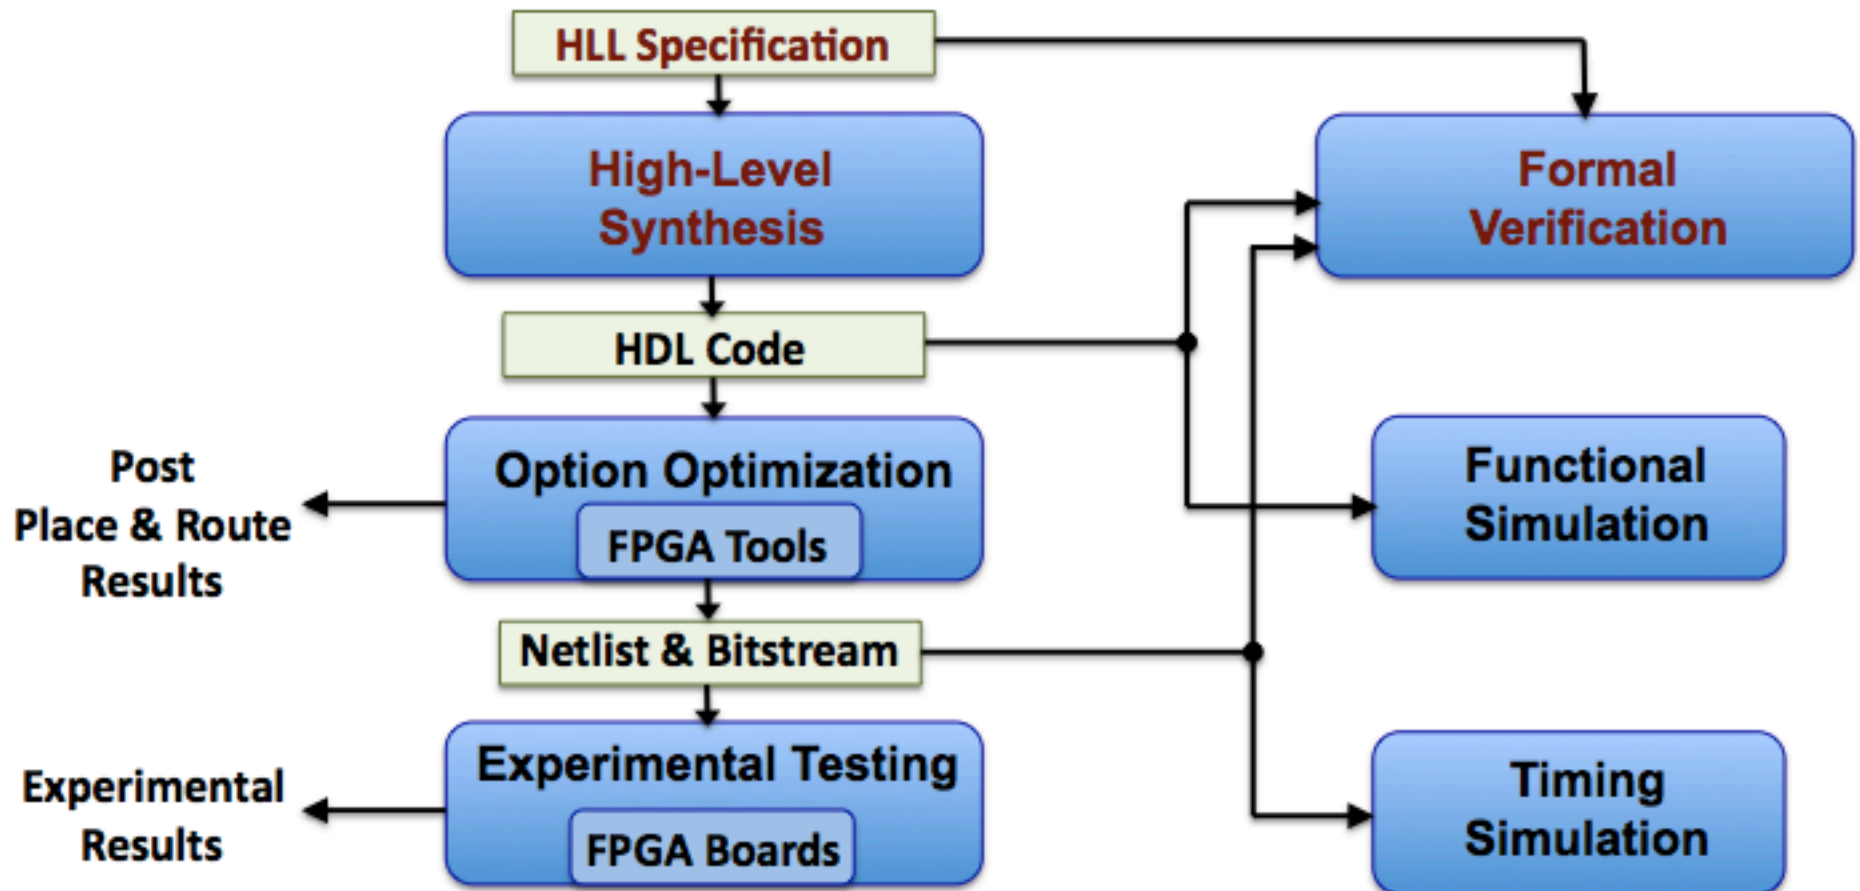 HLL Specification
High-Level
Synthesis
Formal
Verification
HDL Code
Option Optimization
FPGA Tools
Post
Place & Route
Results
Functional
Simulation
Netlist & Bitstream
Experimental Testing
FPGA Boards
Experimental
Results
Timing
Simulation